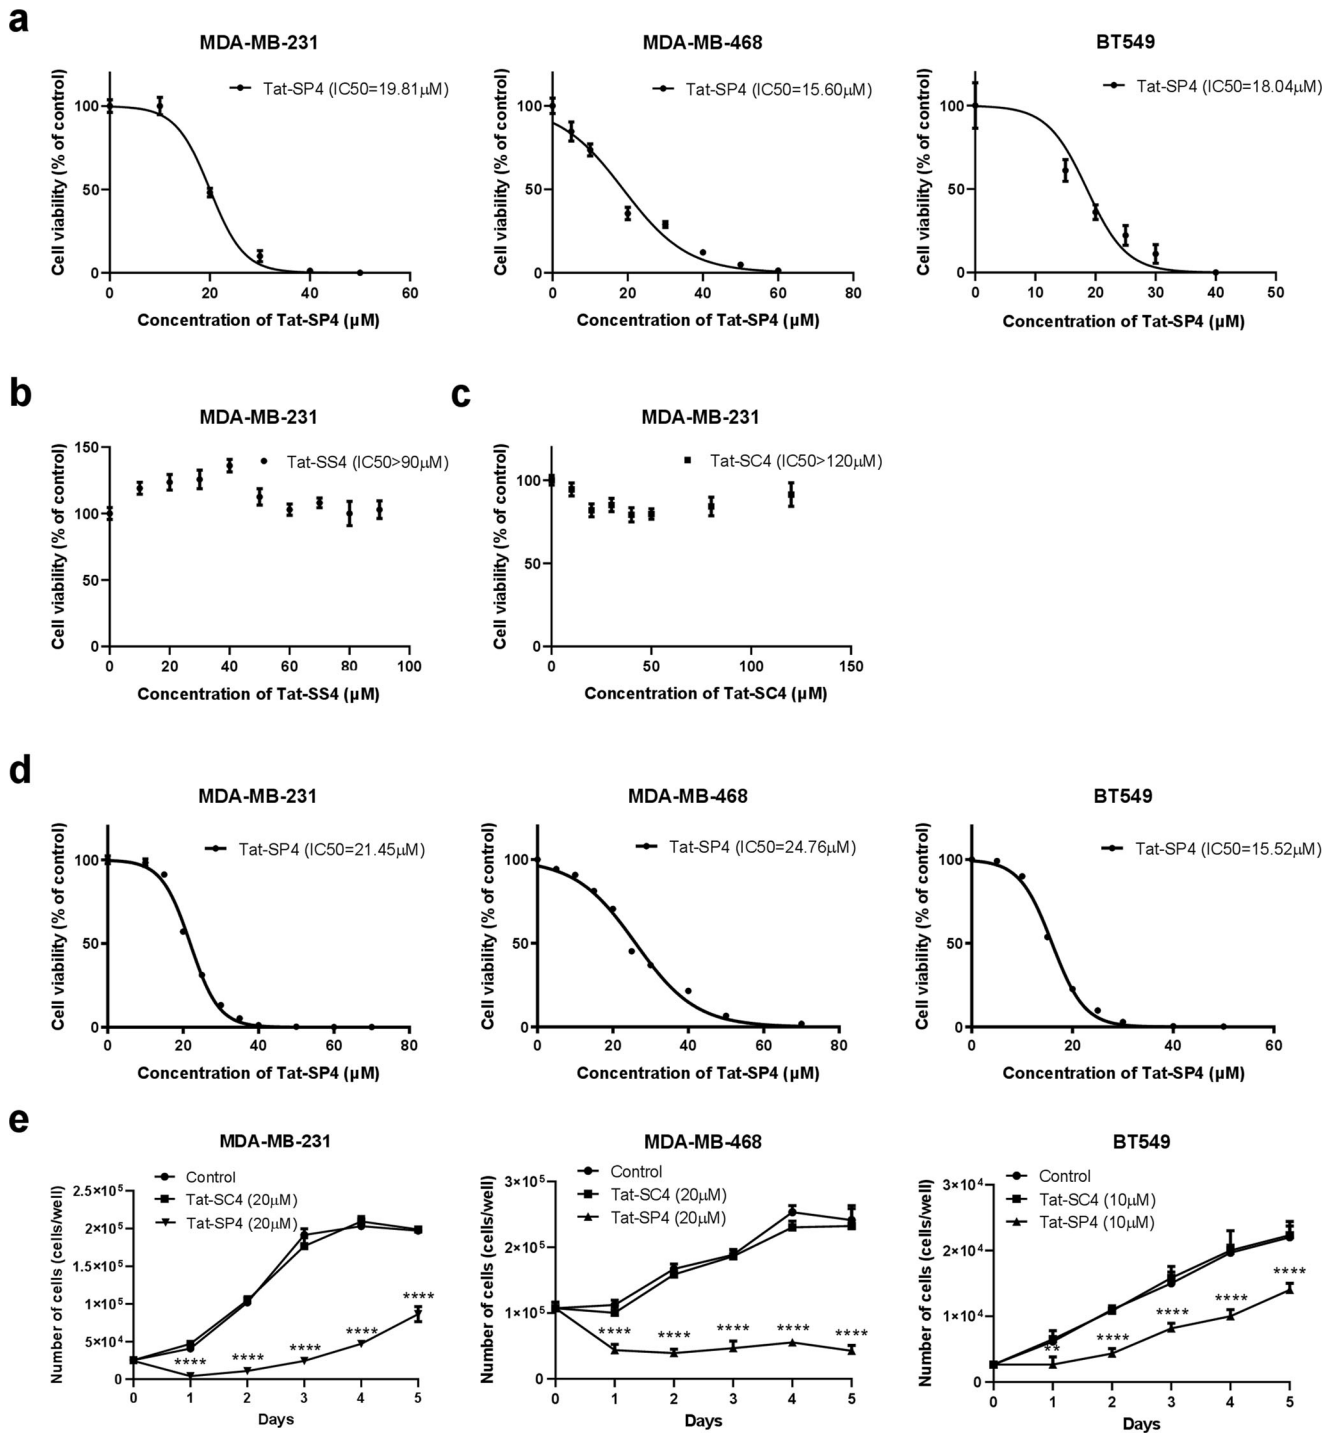 a
MDA-MB-231
MDA-MB-468
BT549
Tat-SP4 (IC50=19.81μM)
Tat-SP4 (IC50=15.60μM)
Tat-SP4 (IC50=18.04μM)
Cell viability (% of control)
100
50
0
0 20 40 60
Concentration of Tat-SP4 (μM)
Cell viability (% of control)
100
50
0
0 20 40 60 80
Concentration of Tat-SP4 (μM)
Cell viability (% of control)
100
50
0
0 10 20 30 40 50
Concentration of Tat-SP4 (μM)
b
MDA-MB-231
Tat-SS4 (IC50>90μM)
Cell viability (% of control)
150
100
50
0
0 20 40 60 80 100
Concentration of Tat-SS4 (μM)
c
MDA-MB-231
Tat-SC4 (IC50>120μM)
Cell viability (% of control)
100
50
0
0 50 100 150
Concentration of Tat-SC4 (μM)
d
MDA-MB-231
Tat-SP4 (IC50=21.45μM)
Cell viability (% of control)
100
50
0
0 20 40 60 80
Concentration of Tat-SP4 (μM)
MDA-MB-468
Tat-SP4 (IC50=24.76μM)
Cell viability (% of control)
100
50
0
0 20 40 60 80
Concentration of Tat-SP4 (μM)
BT549
Tat-SP4 (IC50=15.52μM)
Cell viability (% of control)
100
50
0
0 20 40 60
Concentration of Tat-SP4 (μM)
e
MDA-MB-231
Control
Tat-SC4 (20μM)
Tat-SP4 (20μM)
Number of cells (cells/well)
2.5×10⁵
2×10⁵
1.5×10⁵
1×10⁵
5×10⁴
0
**** **** **** **** ****
0 1 2 3 4 5
Days
MDA-MB-468
Control
Tat-SC4 (20μM)
Tat-SP4 (20μM)
Number of cells (cells/well)
3×10⁵
2×10⁵
1×10⁵
0
**** **** **** **** ****
0 1 2 3 4 5
Days
BT549
Control
Tat-SC4 (10μM)
Tat-SP4 (10μM)
Number of cells (cells/well)
3×10⁴
2×10⁴
1×10⁴
0
** **** **** **** ****
0 1 2 3 4 5
Days